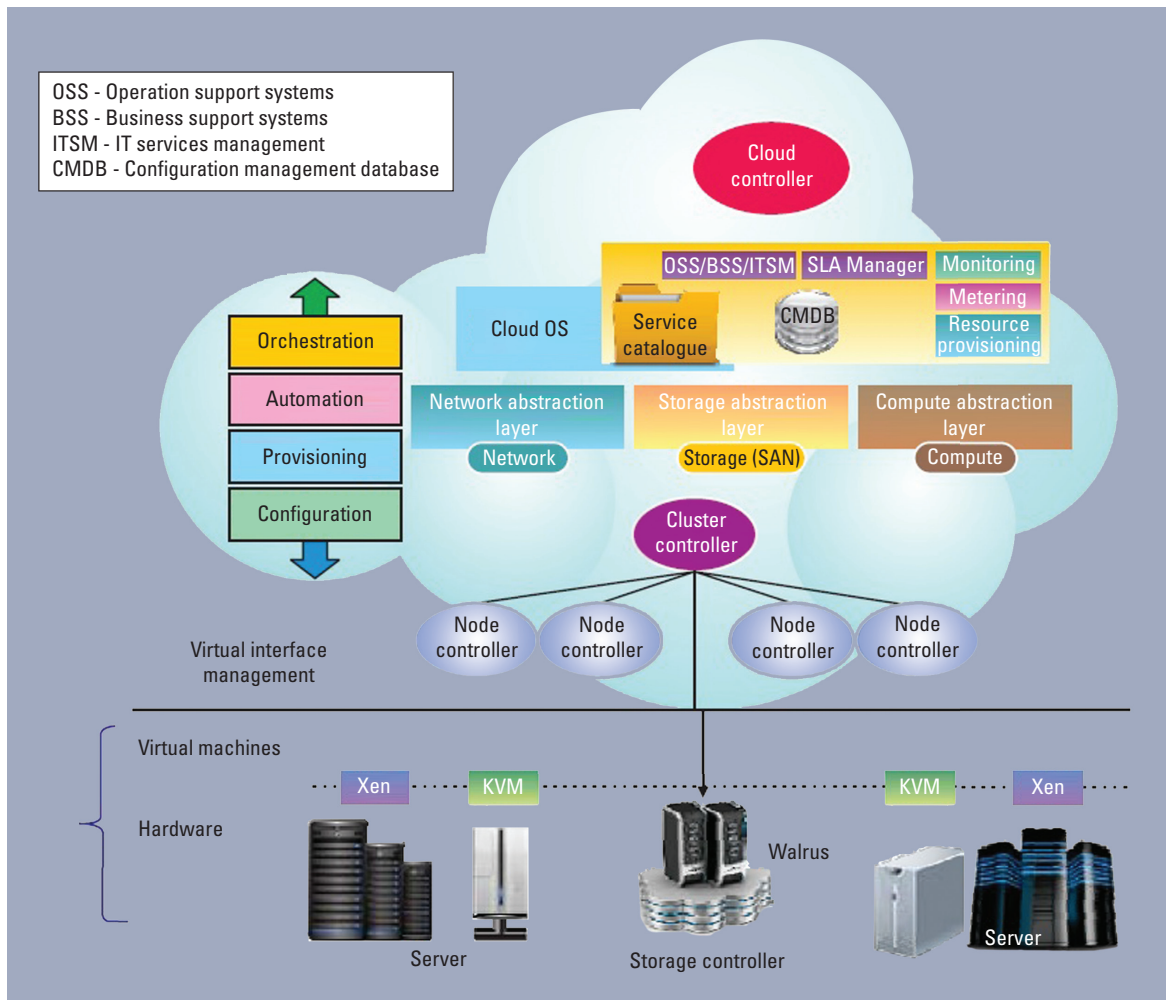 OSS - Operation support systems
BSS - Business support systems
ITSM - IT services management
CMDB - Configuration management database
Cloud
controller
OSS/BSS/ITSM
SLA Manager
Monitoring
Metering
Resource
provisioning
Cloud OS
Service
catalogue
CMDB
Orchestration
Automation
Provisioning
Configuration
Network abstraction
layer
Network
Storage abstraction
layer
Storage (SAN)
Compute abstraction
layer
Compute
Cluster
controller
Node
controller
Node
controller
Node
controller
Node
controller
Virtual interface
management
Virtual machines
Xen
KVM
KVM
Xen
Hardware
Walrus
Server
Storage controller
Server